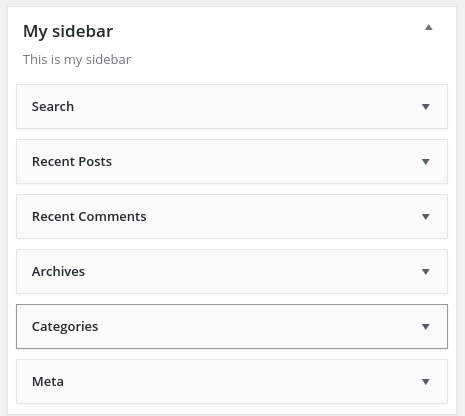 My sidebar
This is my sidebar
Search
Recent Posts
Recent Comments
Archives
Categories
Meta